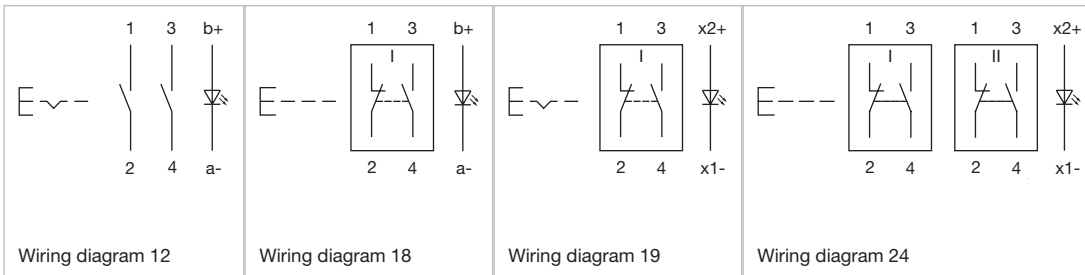 1 3 b+
2 4 a-
Wiring diagram 12
1 3 b+
I
2 4 a-
Wiring diagram 18
1 3 x2+
I
2 4 x1-
Wiring diagram 19
1 3 1 3 x2+
I II
2 4 2 4 x1-
Wiring diagram 24